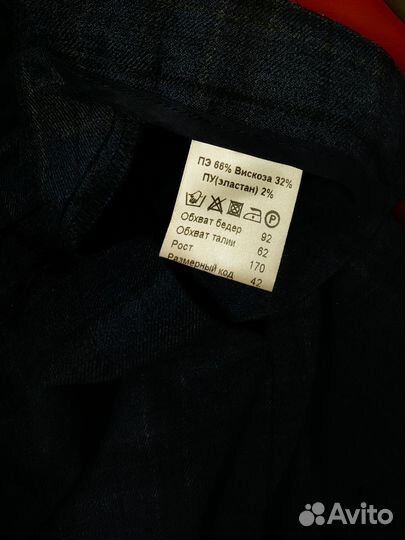 ПЭ 66% Вискоза 32%
ПУ(эластан) 2%
P
Обхват бедер 92
Обхват талии 62
Рост 170
Размерный код 42
Avito